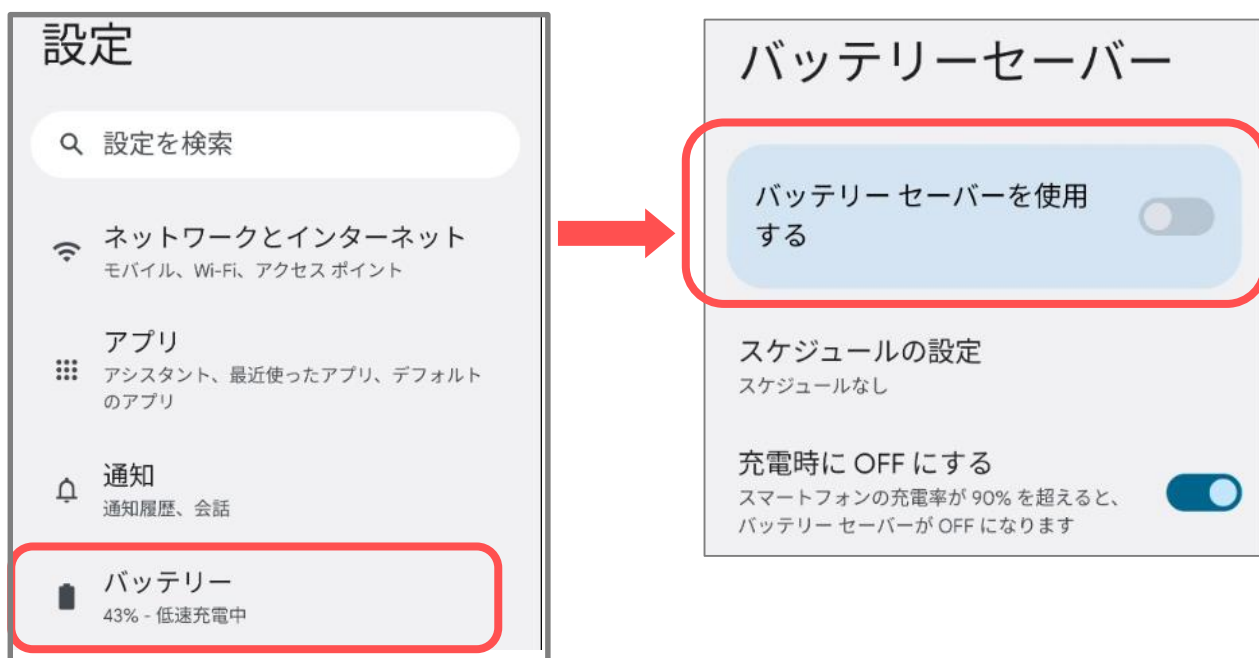 設定
設定を検索
ネットワークとインターネット
モバイル、Wi-Fi、アクセス ポイント
アプリ
アシスタント、最近使ったアプリ、デフォルト
のアプリ
通知
通知履歴、会話
バッテリー
43% - 低速充電中
バッテリーセーバー
バッテリー セーバーを使用
する
スケジュールの設定
スケジュールなし
充電時に OFF にする
スマートフォンの充電率が 90% を超えると、
バッテリー セーバーが OFF になります